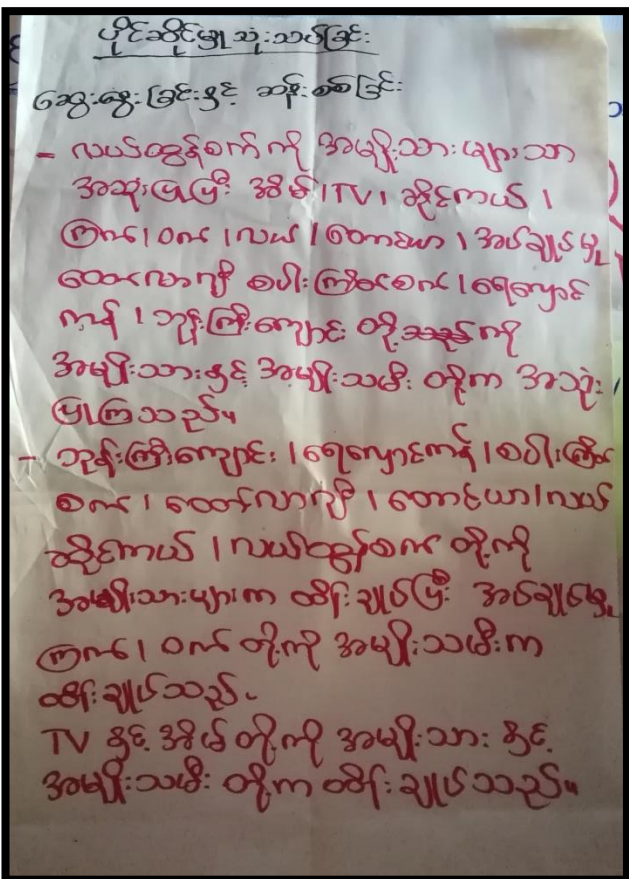 ပိုင်ဆိုင်မှုသုံးသပ်ခြင်း
ဆွေးနွေးခြင်းနှင့် ဆန်းစစ်ခြင်း
- လယ်ထွန်စက်ကို အမျိုးသားများသာ
အသုံးပြုပြီး အိမ်၊ TV ၊ ဆိုင်ကယ် ၊
ကြက်၊ ဝက် ၊ လယ် ၊ တောင်ယာ ၊ အပ်ချုပ်မှု
ထော်လာဂျီ စပါးကြိတ်စက် ၊ ရေလှောင်
ကန် ၊ ဘုန်းကြီးကျောင်း တို့ ကို
အမျိုးသားနှင့် အမျိုးသမီး တို့က အသုံး
ပြုကြသည်။
- ဘုန်းကြီးကျောင်း ၊ ရေလှောင်ကန် ၊ စပါးကြိတ်
စက် ၊ ထော်လာဂျီ ၊ တောင်ယာ ၊ လယ်
ဆိုင်ကယ် ၊ လယ်ထွန်စက် တို့ကို
အမျိုးသားများက ထိန်းချုပ်ပြီး အပ်ချုပ်မှု
ကြက် ၊ ဝက် တို့ကို အမျိုးသမီးက
ထိန်းချုပ်သည်.
TV နှင့် အိမ် တို့ကို အမျိုးသား နှင့်
အမျိုးသမီး တို့က ထိန်းချုပ်သည်။